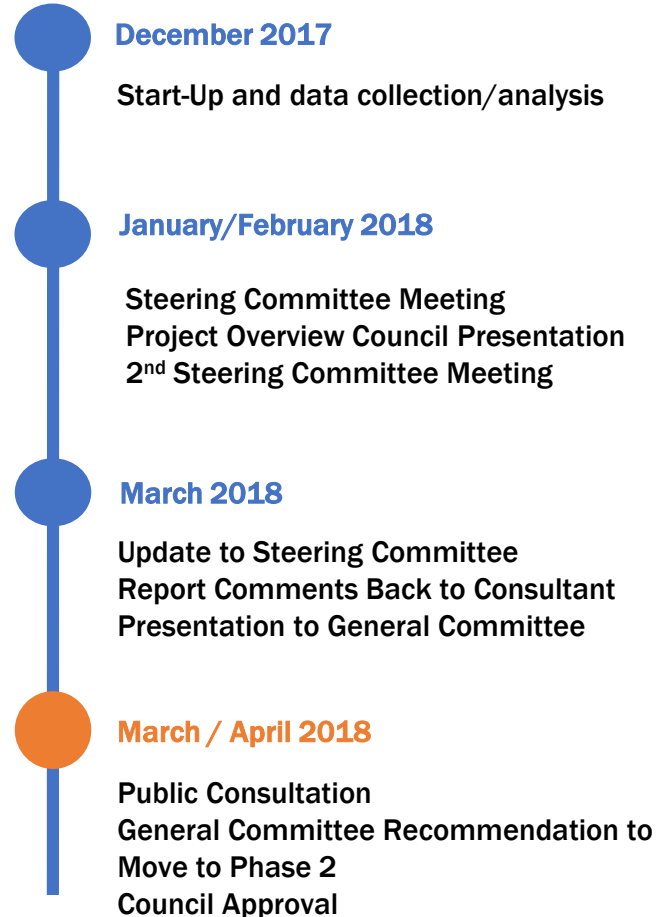 December 2017
Start-Up and data collection/analysis
January/February 2018
Steering Committee Meeting
Project Overview Council Presentation
2nd Steering Committee Meeting
March 2018
Update to Steering Committee
Report Comments Back to Consultant
Presentation to General Committee
March / April 2018
Public Consultation
General Committee Recommendation to
Move to Phase 2
Council Approval